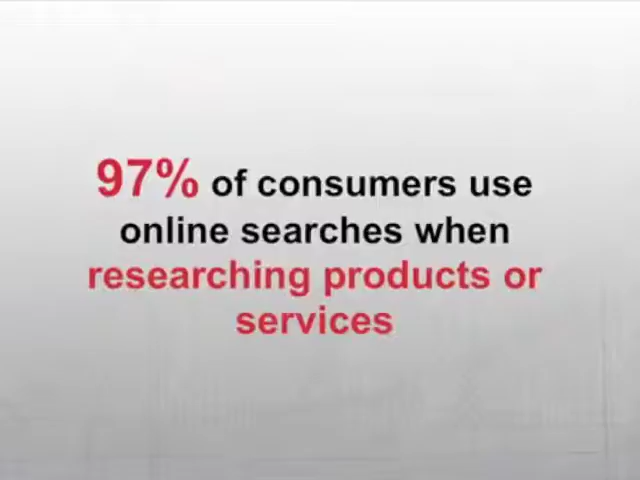 97% of consumers use
online searches when
researching products or
services